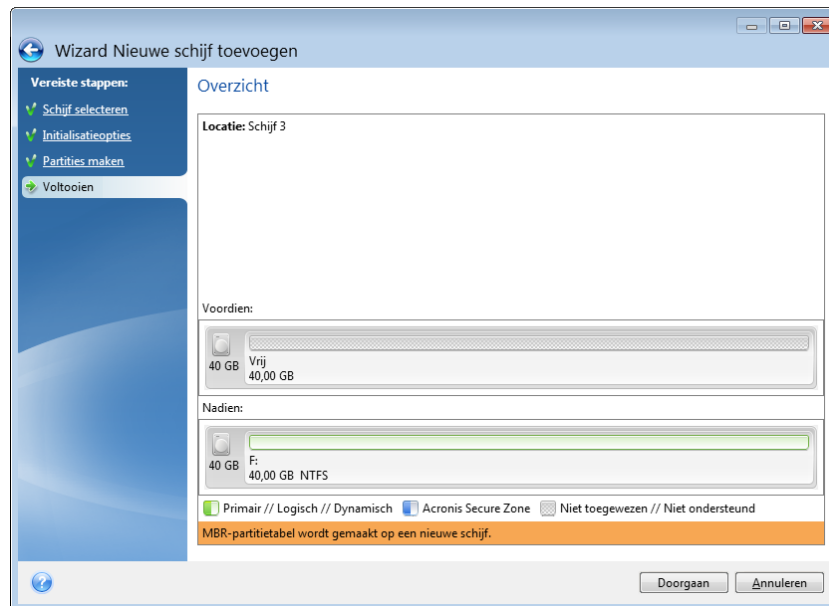 Wizard Nieuwe schijf toevoegen
Vereiste stappen:
Schijf selecteren
Initialisatieopties
Partities maken
Voltooien
Overzicht
Locatie: Schijf 3
Voordien:
40 GB
Vrij
40,00 GB
Nadien:
40 GB
F:
40,00 GB NTFS
Primair // Logisch // Dynamisch Acronis Secure Zone Niet toegewezen // Niet ondersteund
MBR-partitietabel wordt gemaakt op een nieuwe schijf.
?
Doorgaan Annuleren